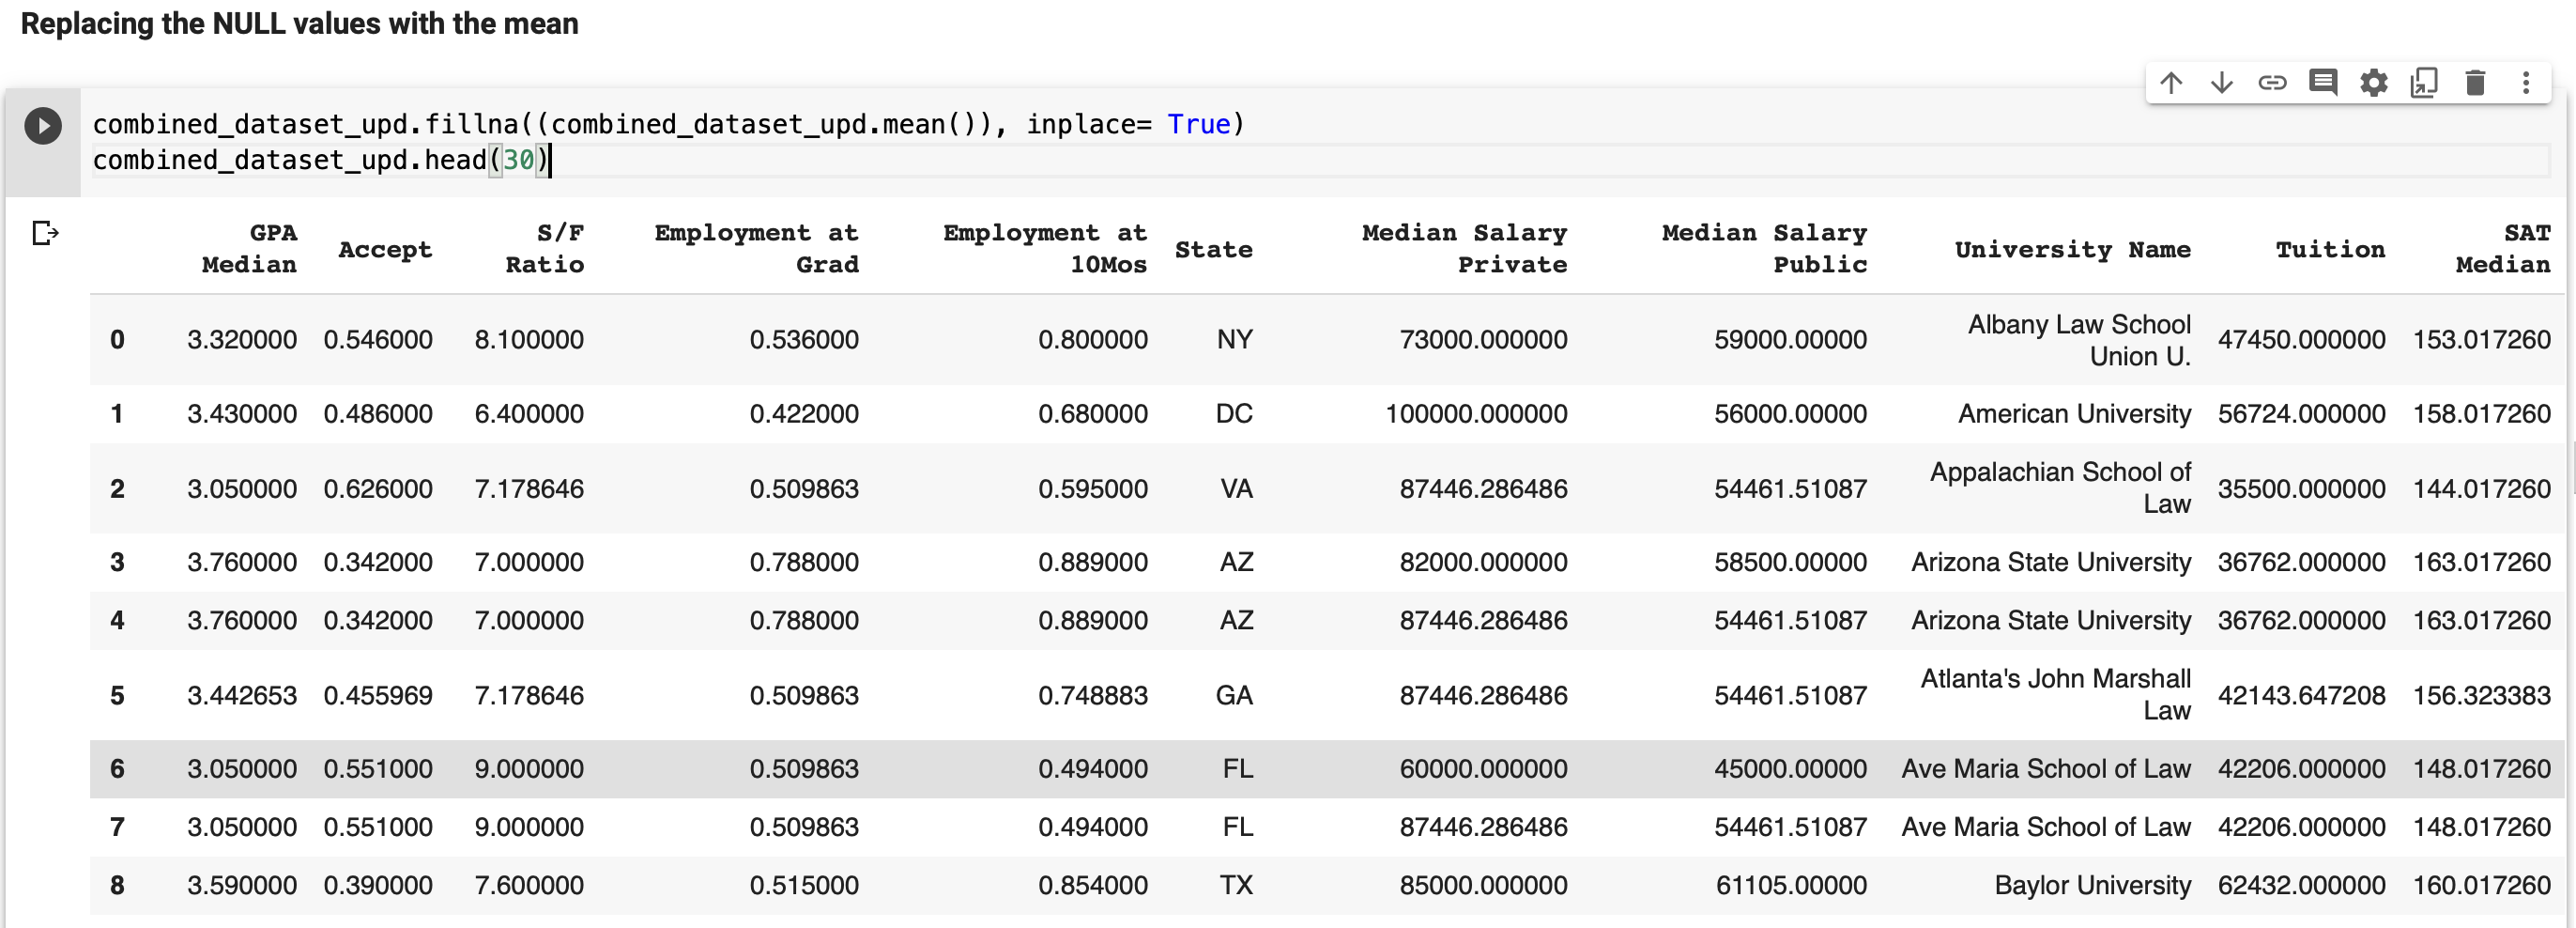 Replacing the NULL values with the mean
combined_dataset_upd.fillna((combined_dataset_upd.mean()), inplace= True)
combined_dataset_upd.head(30)
GPA Median Accept S/F Ratio Employment at Grad Employment at 10Mos State Median Salary Private Median Salary Public University Name Tuition SAT Median
0 3.320000 0.546000 8.100000 0.536000 0.800000 NY 73000.000000 59000.00000 Albany Law School Union U. 47450.000000 153.017260
1 3.430000 0.486000 6.400000 0.422000 0.680000 DC 100000.000000 56000.00000 American University 56724.000000 158.017260
2 3.050000 0.626000 7.178646 0.509863 0.595000 VA 87446.286486 54461.51087 Appalachian School of Law 35500.000000 144.017260
3 3.760000 0.342000 7.000000 0.788000 0.889000 AZ 82000.000000 58500.00000 Arizona State University 36762.000000 163.017260
4 3.760000 0.342000 7.000000 0.788000 0.889000 AZ 87446.286486 54461.51087 Arizona State University 36762.000000 163.017260
5 3.442653 0.455969 7.178646 0.509863 0.748883 GA 87446.286486 54461.51087 Atlanta's John Marshall Law 42143.647208 156.323383
6 3.050000 0.551000 9.000000 0.509863 0.494000 FL 60000.000000 45000.00000 Ave Maria School of Law 42206.000000 148.017260
7 3.050000 0.551000 9.000000 0.509863 0.494000 FL 87446.286486 54461.51087 Ave Maria School of Law 42206.000000 148.017260
8 3.590000 0.390000 7.600000 0.515000 0.854000 TX 85000.000000 61105.00000 Baylor University 62432.000000 160.017260